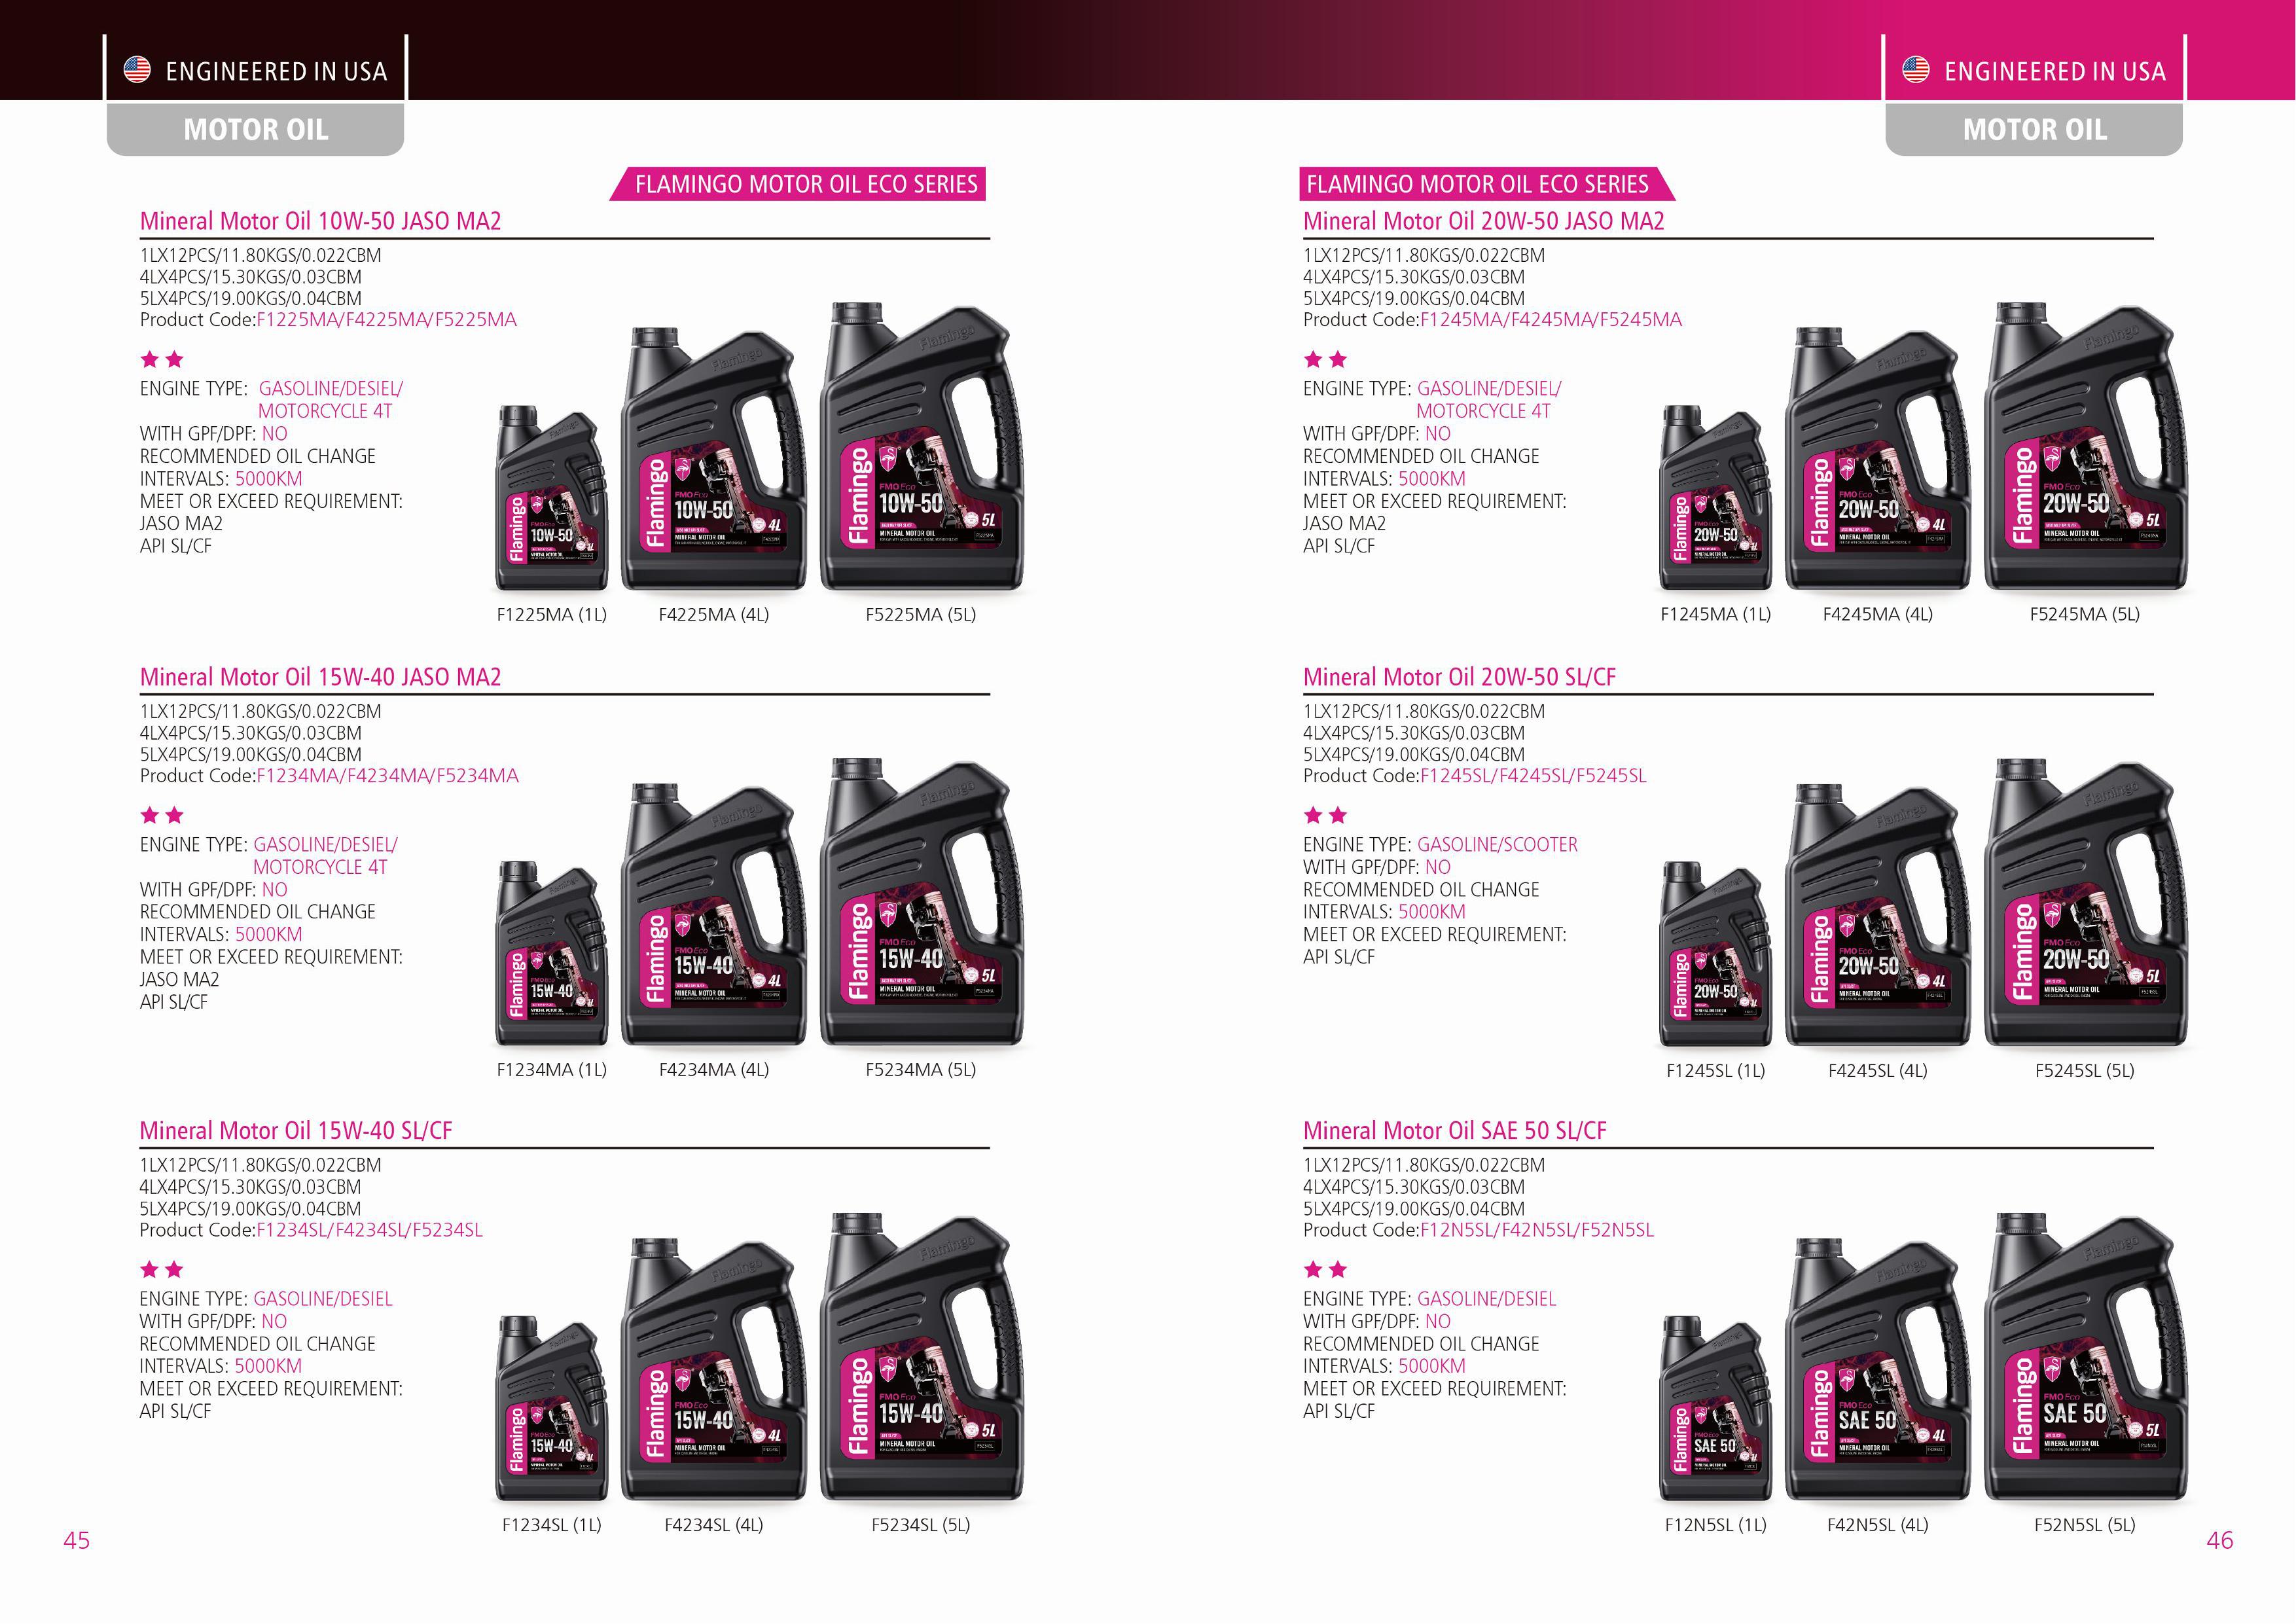 ENGINEERED IN USA
MOTOR OIL
FLAMINGO MOTOR OIL ECO SERIES
Mineral Motor Oil 10W-50 JASO MA2
1LX12PCS/11.80KGS/0.022CBM
4LX4PCS/15.30KGS/0.03CBM
5LX4PCS/19.00KGS/0.04CBM
Product Code:F1225MA/F4225MA/F5225MA
ENGINE TYPE: GASOLINE/DESIEL/
MOTORCYCLE 4T
WITH GPF/DPF: NO
RECOMMENDED OIL CHANGE
INTERVALS: 5000KM
MEET OR EXCEED REQUIREMENT:
JASO MA2
API SL/CF
Flamingo
FMO Eco
10W-50
MINERAL MOTOR OIL
1L
Flamingo
FMO Eco
10W-50
4L
MINERAL MOTOR OIL
Flamingo
FMO Eco
10W-50
5L
MINERAL MOTOR OIL
F1225MA (1L)
F4225MA (4L)
F5225MA (5L)
Mineral Motor Oil 15W-40 JASO MA2
1LX12PCS/11.80KGS/0.022CBM
4LX4PCS/15.30KGS/0.03CBM
5LX4PCS/19.00KGS/0.04CBM
Product Code:F1234MA/F4234MA/F5234MA
ENGINE TYPE: GASOLINE/DESIEL/
MOTORCYCLE 4T
WITH GPF/DPF: NO
RECOMMENDED OIL CHANGE
INTERVALS: 5000KM
MEET OR EXCEED REQUIREMENT:
JASO MA2
API SL/CF
Flamingo
FMO Eco
15W-40
MINERAL MOTOR OIL
1L
Flamingo
FMO Eco
15W-40
4L
MINERAL MOTOR OIL
Flamingo
FMO Eco
15W-40
5L
MINERAL MOTOR OIL
F1234MA (1L)
F4234MA (4L)
F5234MA (5L)
Mineral Motor Oil 15W-40 SL/CF
1LX12PCS/11.80KGS/0.022CBM
4LX4PCS/15.30KGS/0.03CBM
5LX4PCS/19.00KGS/0.04CBM
Product Code:F1234SL/F4234SL/F5234SL
ENGINE TYPE: GASOLINE/DESIEL
WITH GPF/DPF: NO
RECOMMENDED OIL CHANGE
INTERVALS: 5000KM
MEET OR EXCEED REQUIREMENT:
API SL/CF
Flamingo
FMO Eco
15W-40
MINERAL MOTOR OIL
1L
Flamingo
FMO Eco
15W-40
4L
MINERAL MOTOR OIL
Flamingo
FMO Eco
15W-40
5L
MINERAL MOTOR OIL
F1234SL (1L)
F4234SL (4L)
F5234SL (5L)
45
ENGINEERED IN USA
MOTOR OIL
FLAMINGO MOTOR OIL ECO SERIES
Mineral Motor Oil 20W-50 JASO MA2
1LX12PCS/11.80KGS/0.022CBM
4LX4PCS/15.30KGS/0.03CBM
5LX4PCS/19.00KGS/0.04CBM
Product Code:F1245MA/F4245MA/F5245MA
ENGINE TYPE: GASOLINE/DESIEL/
MOTORCYCLE 4T
WITH GPF/DPF: NO
RECOMMENDED OIL CHANGE
INTERVALS: 5000KM
MEET OR EXCEED REQUIREMENT:
JASO MA2
API SL/CF
Flamingo
FMO Eco
20W-50
MINERAL MOTOR OIL
1L
Flamingo
FMO Eco
20W-50
4L
MINERAL MOTOR OIL
Flamingo
FMO Eco
20W-50
5L
MINERAL MOTOR OIL
F1245MA (1L)
F4245MA (4L)
F5245MA (5L)
Mineral Motor Oil 20W-50 SL/CF
1LX12PCS/11.80KGS/0.022CBM
4LX4PCS/15.30KGS/0.03CBM
5LX4PCS/19.00KGS/0.04CBM
Product Code:F1245SL/F4245SL/F5245SL
ENGINE TYPE: GASOLINE/SCOOTER
WITH GPF/DPF: NO
RECOMMENDED OIL CHANGE
INTERVALS: 5000KM
MEET OR EXCEED REQUIREMENT:
API SL/CF
Flamingo
FMO Eco
20W-50
MINERAL MOTOR OIL
1L
Flamingo
FMO Eco
20W-50
4L
MINERAL MOTOR OIL
Flamingo
FMO Eco
20W-50
5L
MINERAL MOTOR OIL
F1245SL (1L)
F4245SL (4L)
F5245SL (5L)
Mineral Motor Oil SAE 50 SL/CF
1LX12PCS/11.80KGS/0.022CBM
4LX4PCS/15.30KGS/0.03CBM
5LX4PCS/19.00KGS/0.04CBM
Product Code:F12N5SL/F42N5SL/F52N5SL
ENGINE TYPE: GASOLINE/DESIEL
WITH GPF/DPF: NO
RECOMMENDED OIL CHANGE
INTERVALS: 5000KM
MEET OR EXCEED REQUIREMENT:
API SL/CF
Flamingo
FMO Eco
SAE 50
MINERAL MOTOR OIL
1L
Flamingo
FMO Eco
SAE 50
4L
MINERAL MOTOR OIL
Flamingo
FMO Eco
SAE 50
5L
MINERAL MOTOR OIL
F12N5SL (1L)
F42N5SL (4L)
F52N5SL (5L)
46